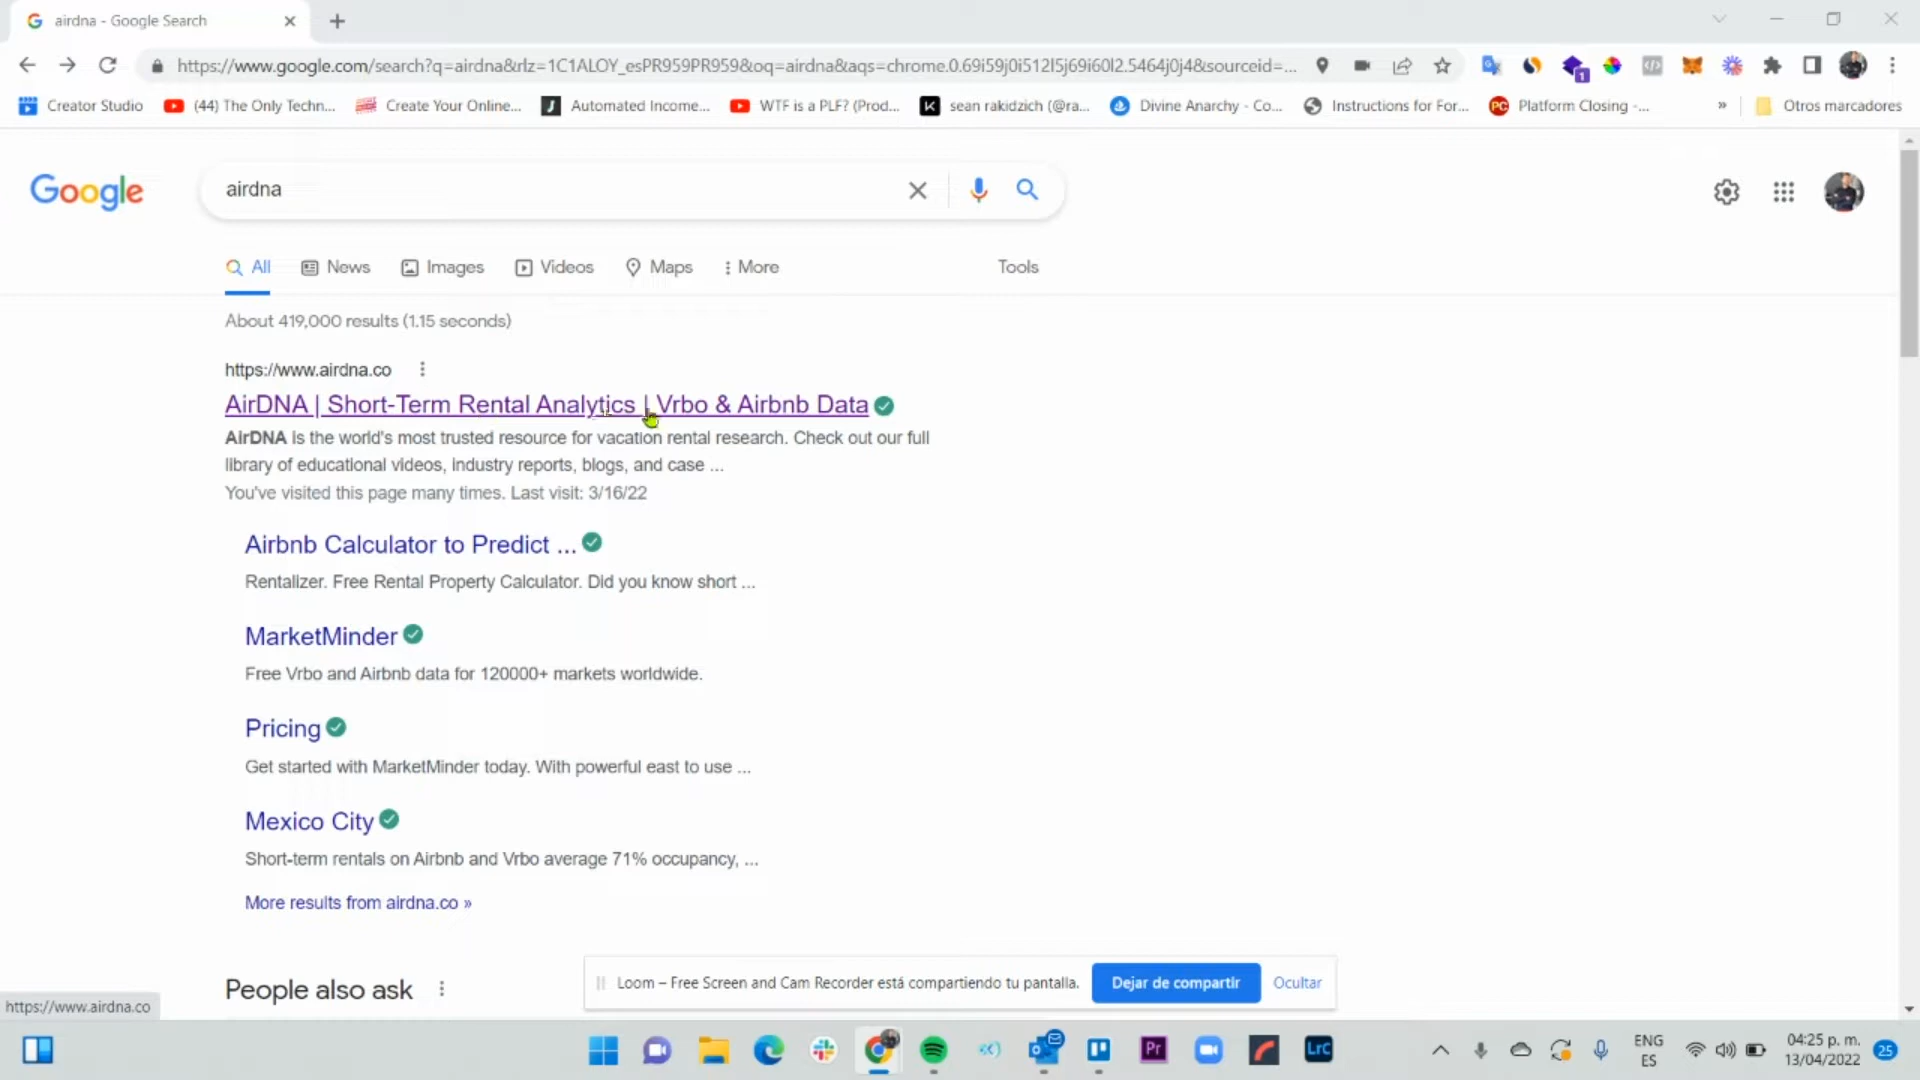 airdna - Google Search
https://www.google.com/search?q=airdna&rlz=1C1ALOY_esPR959PR959&oq=airdna&aqs=chrome.0.69i59j0i512l5j69i60l2.5464j0j4&sourceid=...
1
Creator Studio
(44) The Only Techn...
Create Your Online...
Automated Income...
WTF is a PLF? (Prod...
sean rakidzich (@ra...
Divine Anarchy - Co...
Instructions for For...
Platform Closing -...
»
Otros marcadores
Google
airdna
All
News
Images
Videos
Maps
More
Tools
About 419,000 results (1.15 seconds)
https://www.airdna.co
AirDNA | Short-Term Rental Analytics | Vrbo & Airbnb Data
AirDNA is the world's most trusted resource for vacation rental research. Check out our full
library of educational videos, industry reports, blogs, and case ...
You've visited this page many times. Last visit: 3/16/22
Airbnb Calculator to Predict ...
Rentalizer. Free Rental Property Calculator. Did you know short ...
MarketMinder
Free Vrbo and Airbnb data for 120000+ markets worldwide.
Pricing
Get started with MarketMinder today. With powerful east to use ...
Mexico City
Short-term rentals on Airbnb and Vrbo average 71% occupancy, ...
More results from airdna.co »
People also ask
Loom – Free Screen and Cam Recorder está compartiendo tu pantalla.
Dejar de compartir
Ocultar
https://www.airdna.co
Pr
LrC
ENG
ES
04:25 p. m.
13/04/2022
25